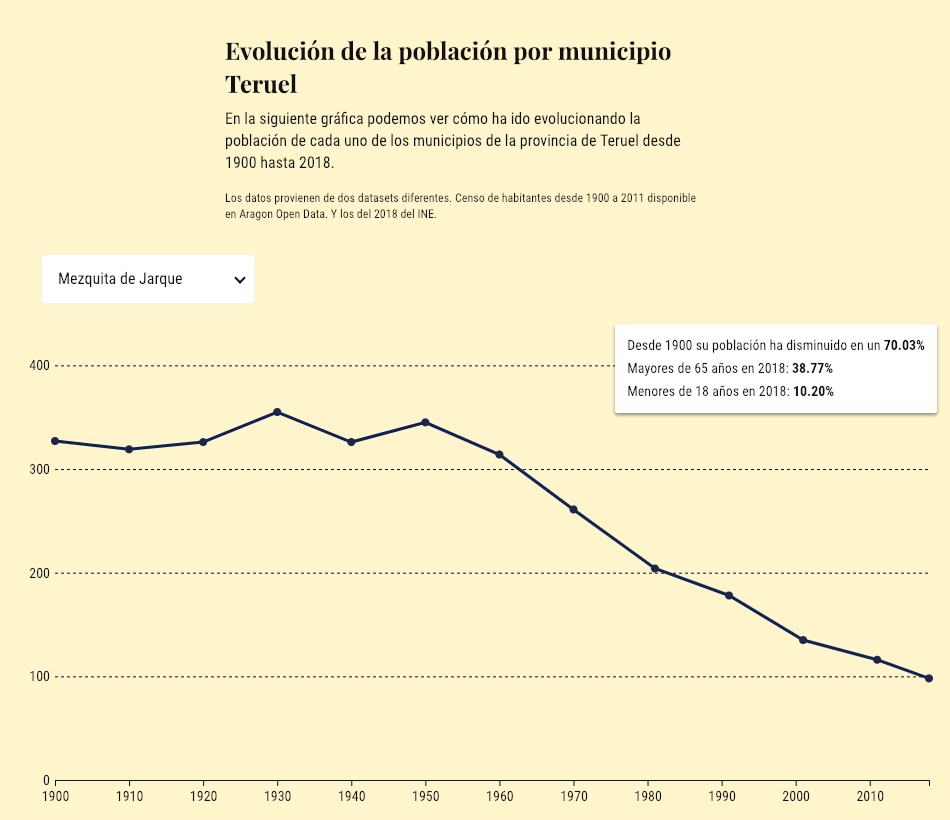 Evolución de la población por municipio
Teruel
En la siguiente gráfica podemos ver cómo ha ido evolucionando la
población de cada uno de los municipios de la provincia de Teruel desde
1900 hasta 2018.
Los datos provienen de dos datasets diferentes. Censo de habitantes desde 1900 a 2011 disponible
en Aragon Open Data. Y los del 2018 del INE.
Mezquita de Jarque
Desde 1900 su población ha disminuido en un 70.03%
Mayores de 65 años en 2018: 38.77%
Menores de 18 años en 2018: 10.20%
400
300
200
100
0
1900 1910 1920 1930 1940 1950 1960 1970 1980 1990 2000 2010